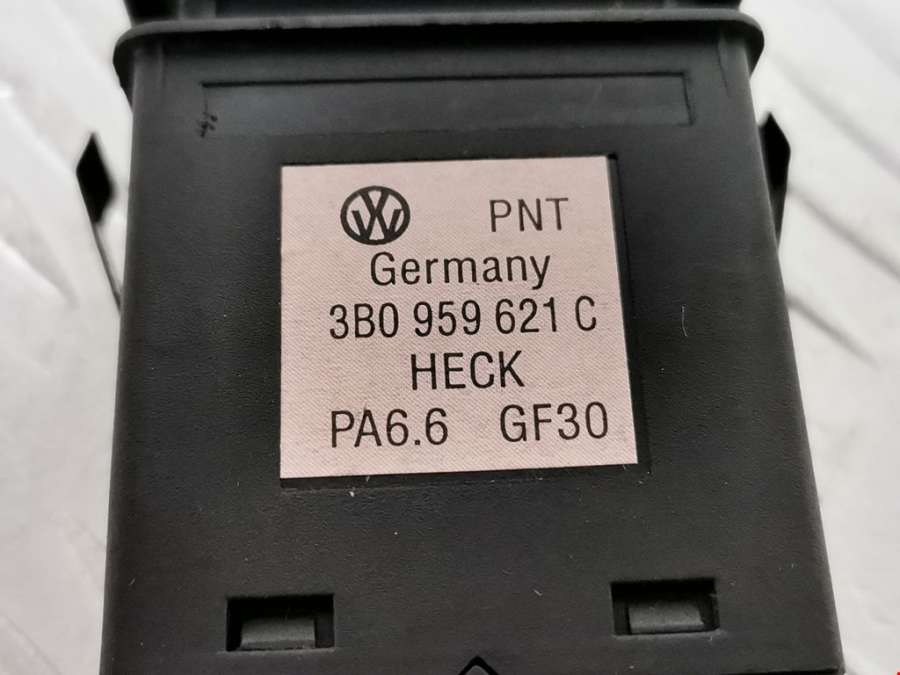 PNT
Germany
3B0 959 621 C
HECK
PA6.6 GF30